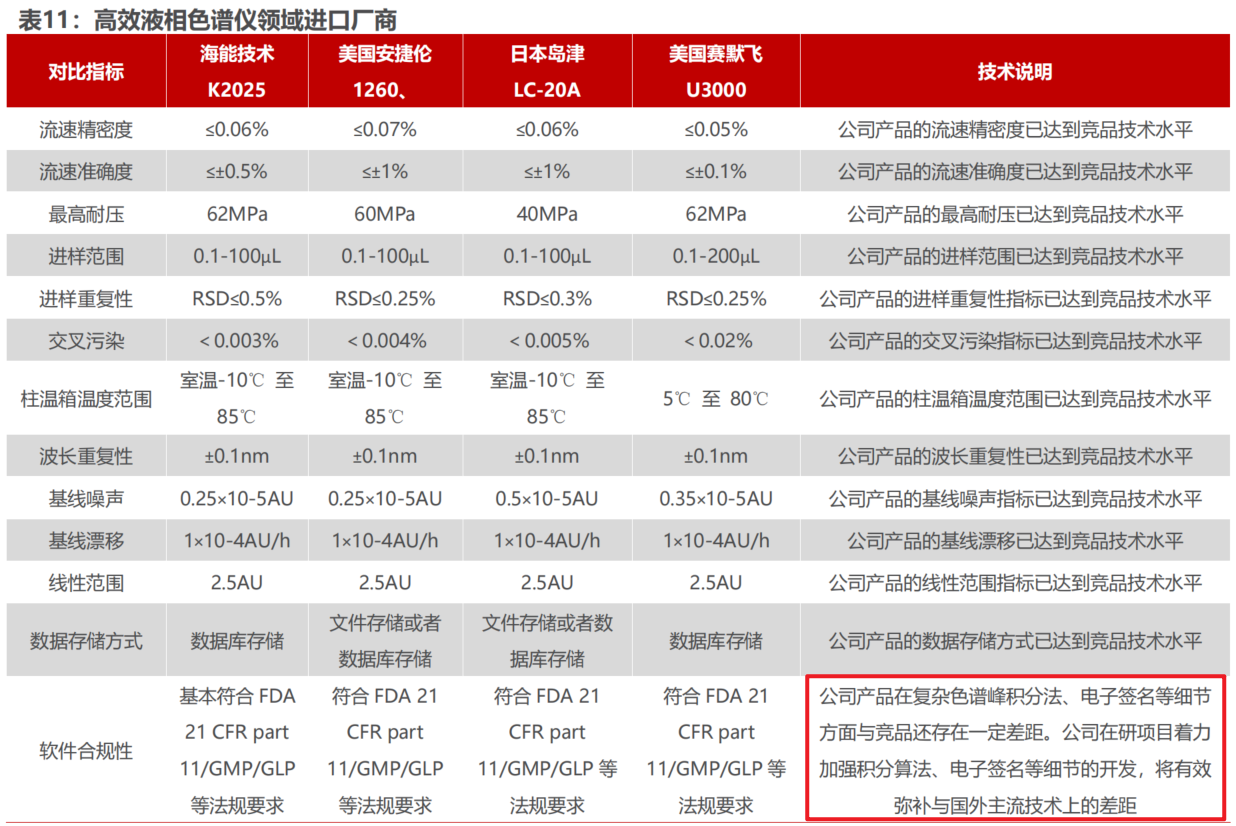 表11：高效液相色谱仪领域进口厂商
对比指标 海能技术 K2025 美国安捷伦 1260、 日本岛津 LC-20A 美国赛默飞 U3000 技术说明
流速精密度 ≤0.06% ≤0.07% ≤0.06% ≤0.05% 公司产品的流速精密度已达到竞品技术水平
流速准确度 ≤±0.5% ≤±1% ≤±1% ≤±0.1% 公司产品的流速准确度已达到竞品技术水平
最高耐压 62MPa 60MPa 40MPa 62MPa 公司产品的最高耐压已达到竞品技术水平
进样范围 0.1-100μL 0.1-100μL 0.1-100μL 0.1-200μL 公司产品的进样范围已达到竞品技术水平
进样重复性 RSD≤0.5% RSD≤0.25% RSD≤0.3% RSD≤0.25% 公司产品的进样重复性指标已达到竞品技术水平
交叉污染 < 0.003% < 0.004% < 0.005% < 0.02% 公司产品的交叉污染指标已达到竞品技术水平
柱温箱温度范围 室温-10℃ 至 85℃ 室温-10℃ 至 85℃ 室温-10℃ 至 85℃ 5℃ 至 80℃ 公司产品的柱温箱温度范围已达到竞品技术水平
波长重复性 ±0.1nm ±0.1nm ±0.1nm ±0.1nm 公司产品的波长重复性已达到竞品技术水平
基线噪声 0.25×10-5AU 0.25×10-5AU 0.5×10-5AU 0.35×10-5AU 公司产品的基线噪声指标已达到竞品技术水平
基线漂移 1×10-4AU/h 1×10-4AU/h 1×10-4AU/h 1×10-4AU/h 公司产品的基线漂移已达到竞品技术水平
线性范围 2.5AU 2.5AU 2.5AU 2.5AU 公司产品的线性范围指标已达到竞品技术水平
数据存储方式 数据库存储 文件存储或者数据库存储 文件存储或者数据库存储 数据库存储 公司产品的数据存储方式已达到竞品技术水平
软件合规性
基本符合 FDA
21 CFR part
11/GMP/GLP
等法规要求
符合 FDA 21
CFR part
11/GMP/GLP
等法规要求
符合 FDA 21
CFR part
11/GMP/GLP 等
法规要求
符合 FDA 21
CFR part
11/GMP/GLP 等
法规要求
公司产品在复杂色谱峰积分法、电子签名等细节
方面与竞品还存在一定差距。公司在研项目着力
加强积分算法、电子签名等细节的开发，将有效
弥补与国外主流技术上的差距